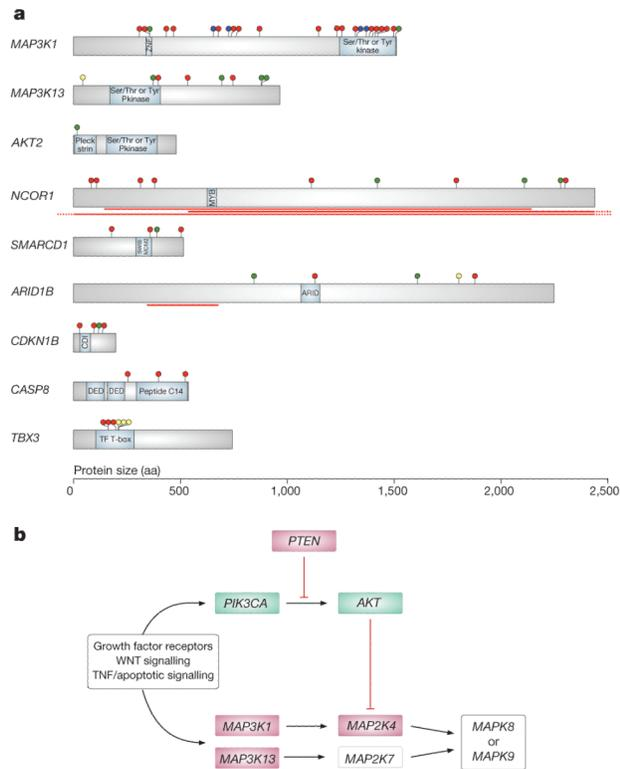 a
MAP3K1
ZNF
Ser/Thr or Tyr
kinase
MAP3K13
Ser/Thr or Tyr
Pkinase
AKT2
Pleck
strin
Ser/Thr or Tyr
Pkinase
NCOR1
MYB
SMARCD1
ARID1B
ARID
CDKN1B
CDI
CASP8
DED
DED
Peptide C14
TBX3
TF T-box
Protein size (aa)
0
500
1,000
1,500
2,000
2,500
b
PTEN
PIK3CA
AKT
Growth factor receptors
WNT signalling
TNF/apoptotic signalling
MAP3K1
MAP2K4
MAP3K13
MAP2K7
MAPK8
or
MAPK9